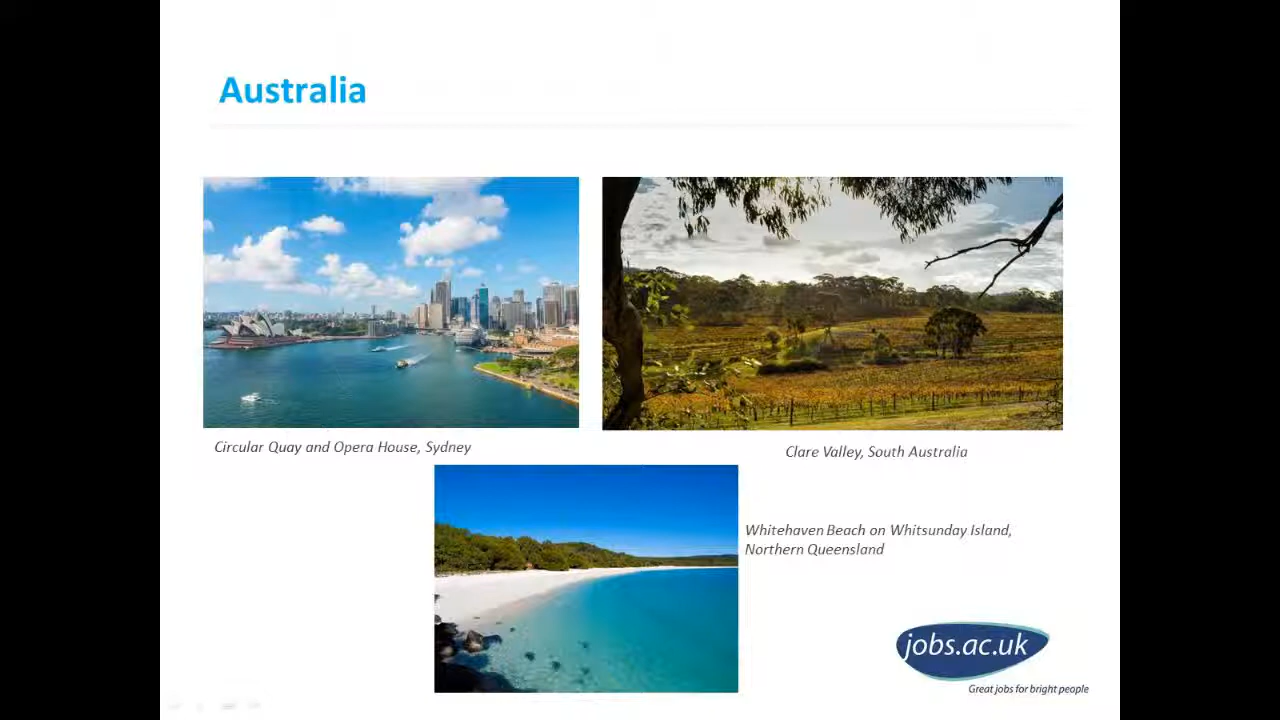 Australia
Circular Quay and Opera House, Sydney
Clare Valley, South Australia
Whitehaven Beach on Whitsunday Island,
Northern Queensland
jobs.ac.uk
Great jobs for bright people